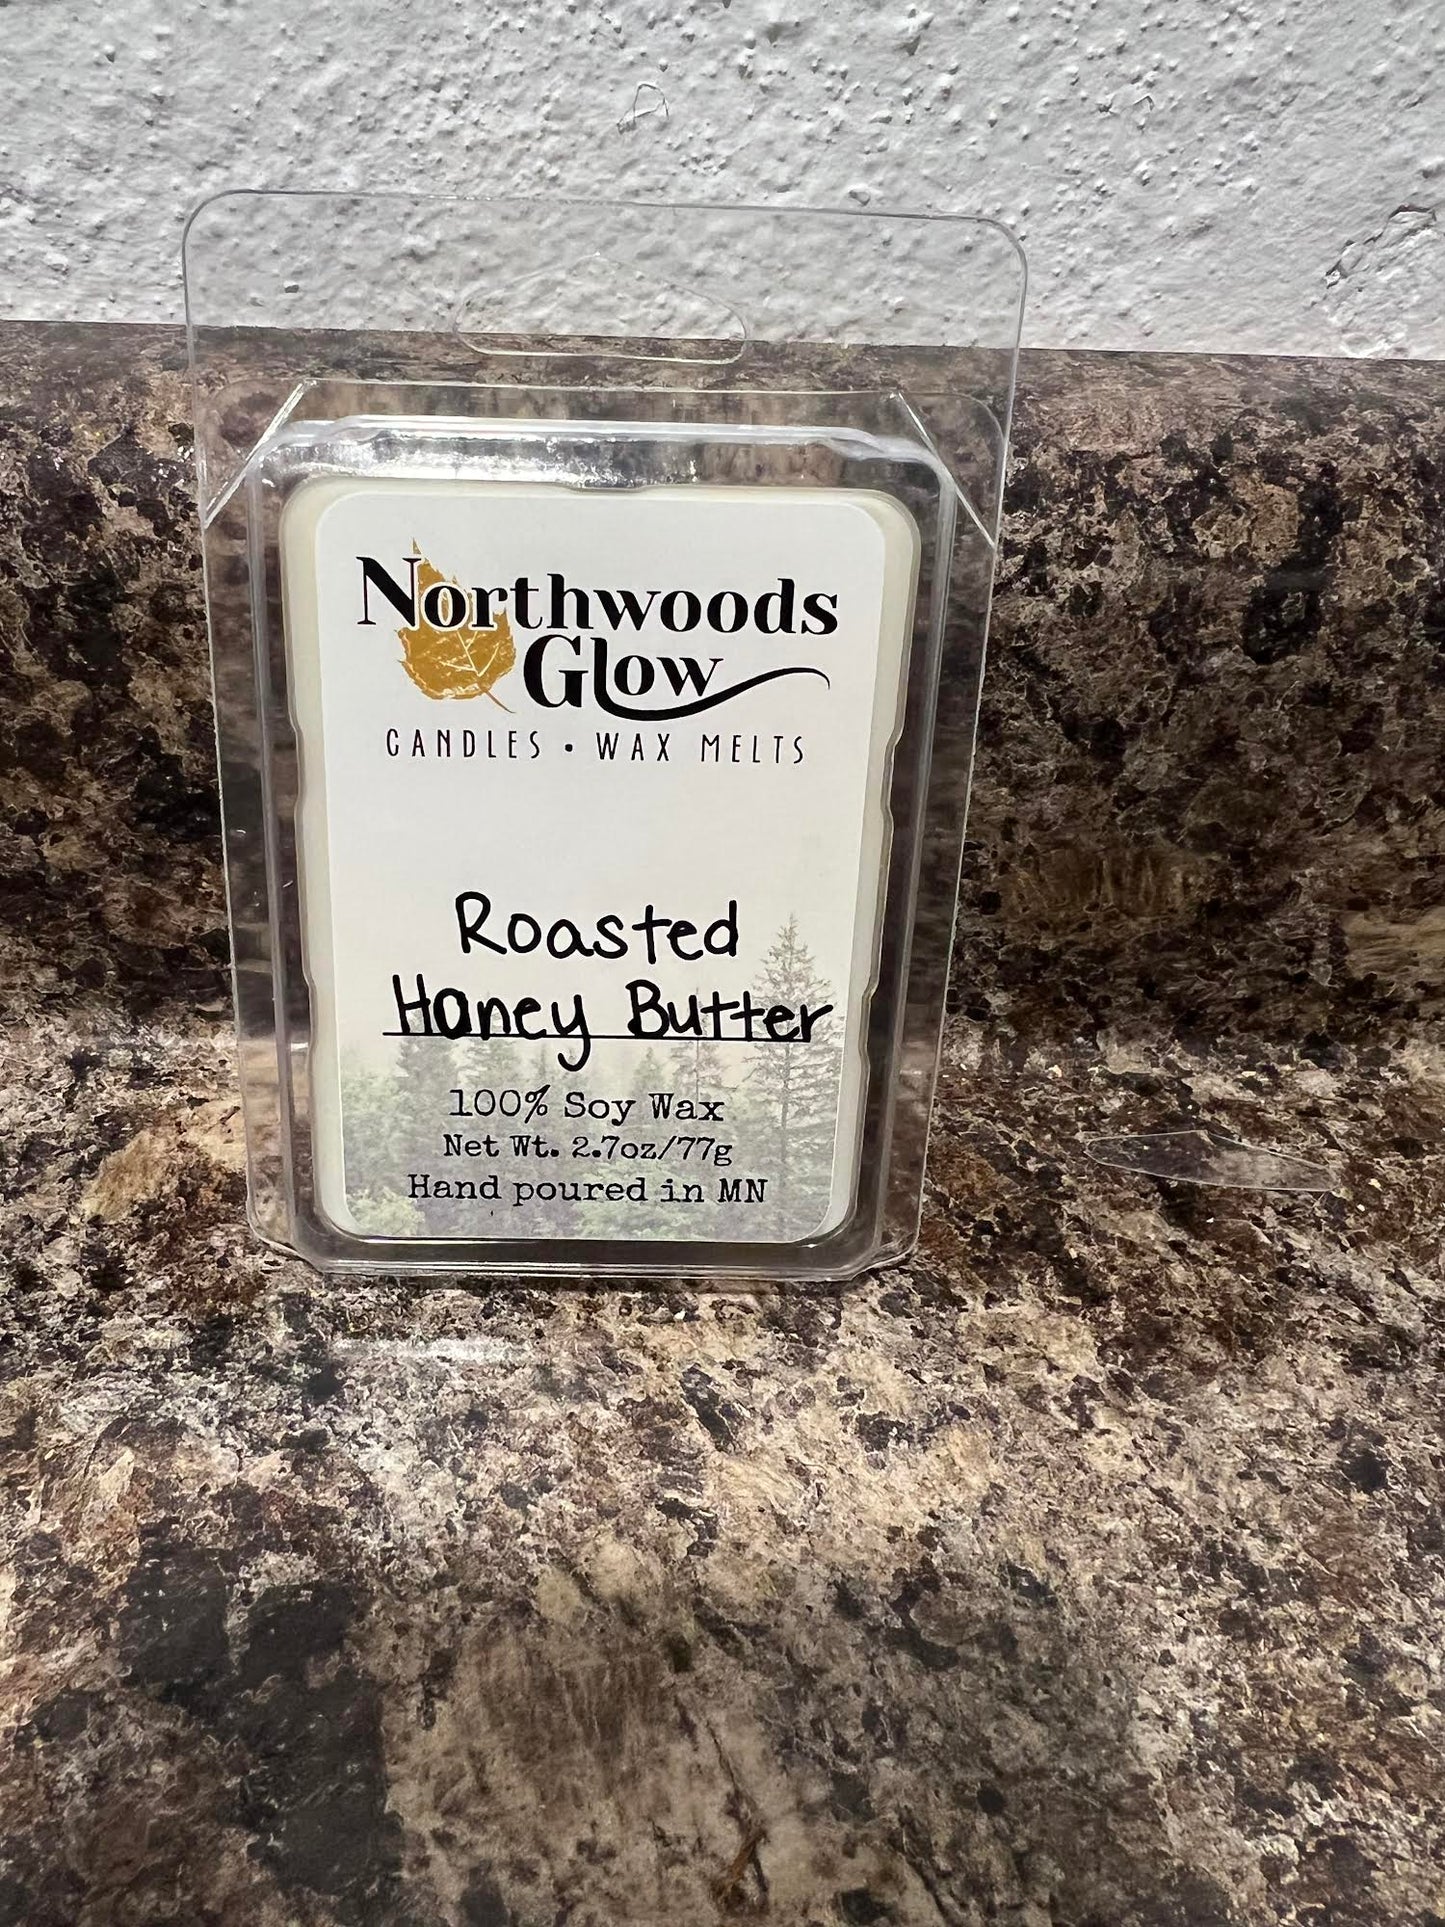 Northwoods
Glow
CANDLES • WAX MELTS
Roasted
Honey Butter
100% Soy Wax
Net Wt. 2.7oz/77g
Hand poured in MN